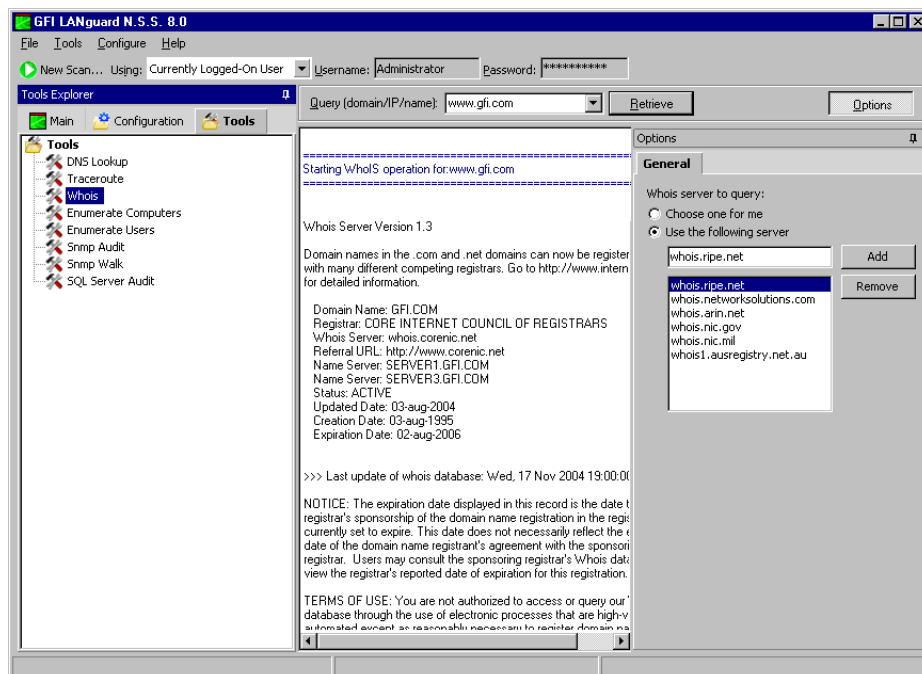 GFI LANguard N.S.S. 8.0
File Tools Configure Help
New Scan... Using: Currently Logged-On User Username: Administrator Password: **********
Tools Explorer
Main Configuration Tools
Tools
DNS Lookup
Traceroute
Whois
Enumerate Computers
Enumerate Users
Snmp Audit
Snmp Walk
SQL Server Audit
Query (domain/IP/name): www.gfi.com Retrieve Options
Starting WhoIS operation for:www.gfi.com
Whois Server Version 1.3
Domain names in the .com and .net domains can now be register
with many different competing registrars. Go to http://www.intern
for detailed information.
Domain Name: GFI.COM
Registrar: CORE INTERNET COUNCIL OF REGISTRARS
Whois Server: whois.corenic.net
Referral URL: http://www.corenic.net
Name Server: SERVER1.GFI.COM
Name Server: SERVER3.GFI.COM
Status: ACTIVE
Updated Date: 03-aug-2004
Creation Date: 03-aug-1995
Expiration Date: 02-aug-2006
>>> Last update of whois database: Wed, 17 Nov 2004 19:00:00
NOTICE: The expiration date displayed in this record is the date t
registrar's sponsorship of the domain name registration in the regis
currently set to expire. This date does not necessarily reflect the e
date of the domain name registrant's agreement with the sponsori
registrar. Users may consult the sponsoring registrar's Whois data
view the registrar's reported date of expiration for this registration.
TERMS OF USE: You are not authorized to access or query our
database through the use of electronic processes that are high-v
automated except as reasonably necessary to register domain na
Options
General
Whois server to query:
Choose one for me
Use the following server
whois.ripe.net Add
whois.ripe.net Remove
whois.networksolutions.com
whois.arin.net
whois.nic.gov
whois.nic.mil
whois1.ausregistry.net.au